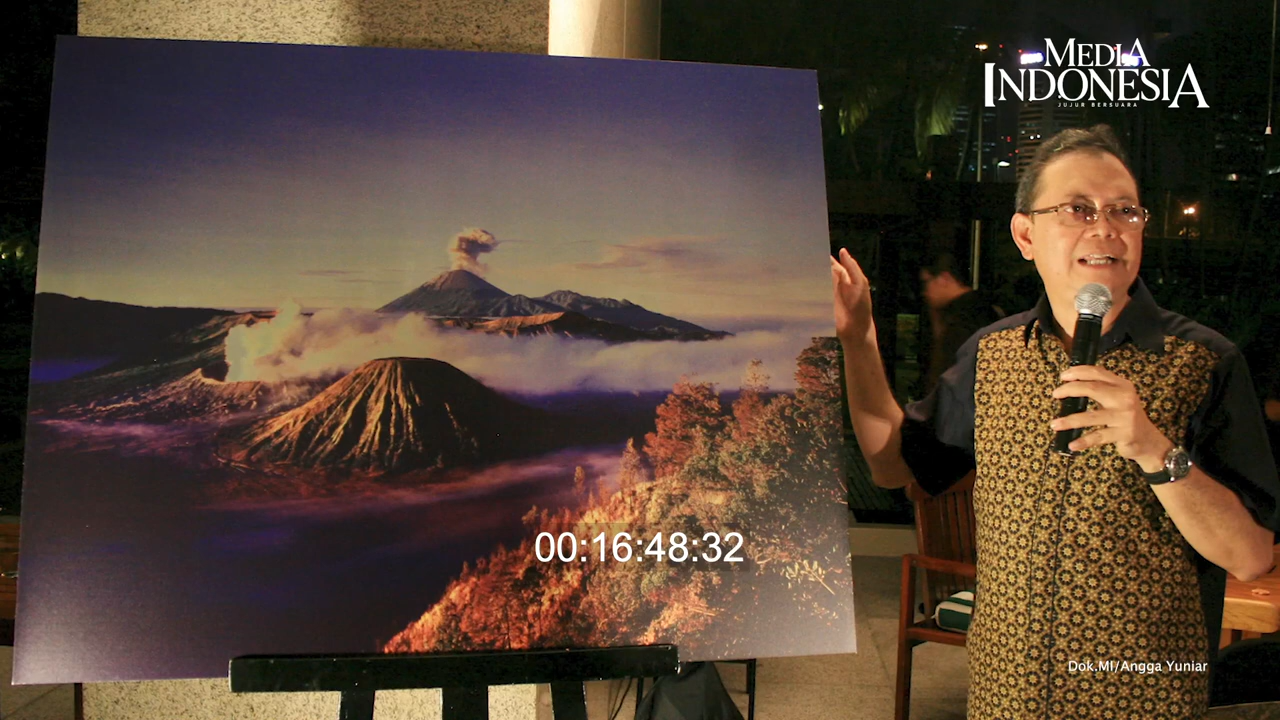 MEDIA
INDONESIA
JUJUR BERSUARA
00:16:48:32
Dok.MI/Angga Yuniar